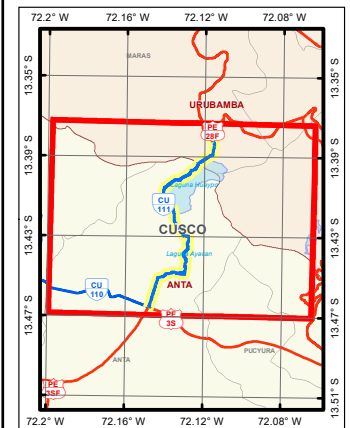 72.2° W 72.16° W 72.12° W 72.08° W
MARAS
13.35° S
13.35° S
URUBAMBA
PE
28F
13.39° S
13.39° S
Laguna Huaypo
CU
111
CUSCO
13.43° S
13.43° S
ANTA
CU
110
13.47° S
13.47° S
PE
3S
ANTA
PUCYURA
PE
3SF
13.51° S
13.51° S
72.2° W 72.16° W 72.12° W 72.08° W